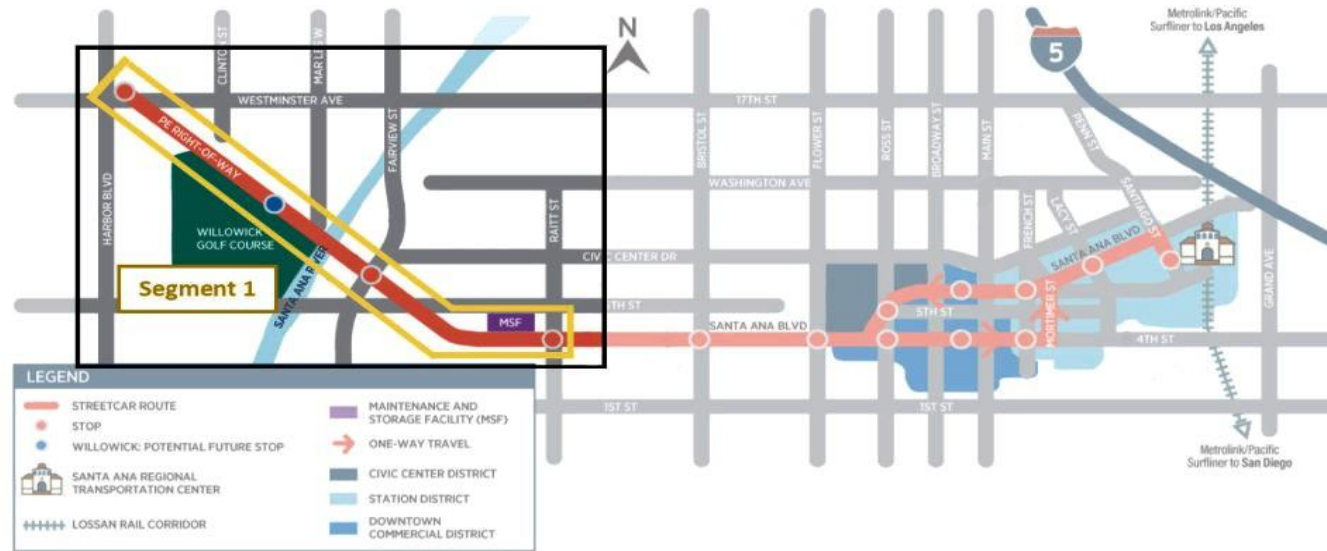 Metrolink/Pacific
Surfliner to Los Angeles
N
5
HARBOR BLVD
CLINTON ST
FAIRVIEW ST
WESTMINSTER AVE
17TH ST
PE RIGHT-OF-WAY
BRISTOL ST
FLOWER ST
ROSS ST
BROADWAY ST
MAIN ST
PENN ST
WASHINGTON AVE
SANTIAGO ST
FRENCH ST
LACY ST
WILLOWICK
GOLF COURSE
SANTA ANA RIVER
RAITT ST
CIVIC CENTER DR
SANTA ANA BLVD
GRAND AVE
Segment 1
MSF
5TH ST
MORTIMER ST
SANTA ANA BLVD
4TH ST
1ST ST
1ST ST
Metrolink/Pacific
Surfliner to San Diego
LEGEND
STREETCAR ROUTE
STOP
WILLOWICK: POTENTIAL FUTURE STOP
SANTA ANA REGIONAL
TRANSPORTATION CENTER
LOSSAN RAIL CORRIDOR
MAINTENANCE AND
STORAGE FACILITY (MSF)
ONE-WAY TRAVEL
CIVIC CENTER DISTRICT
STATION DISTRICT
DOWNTOWN
COMMERCIAL DISTRICT